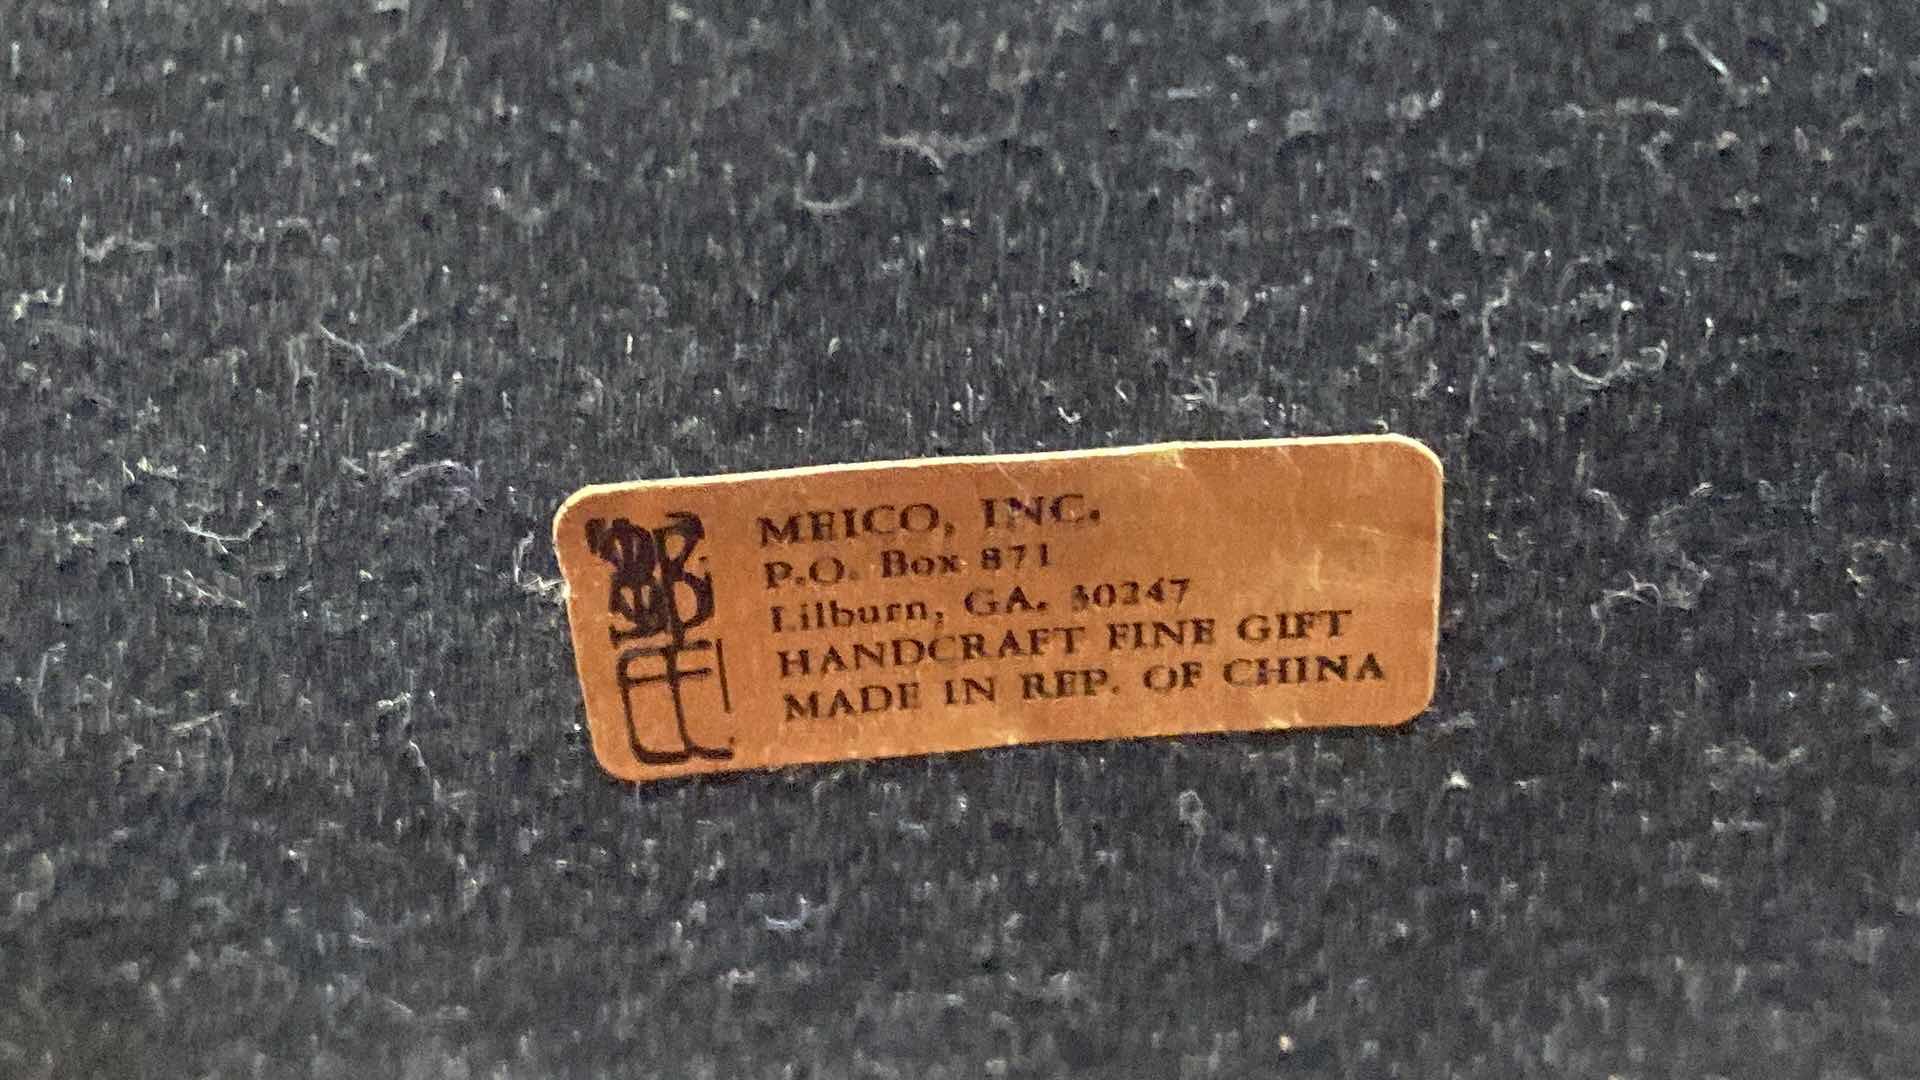 MEICO, INC.
P.O. Box 871
Lilburn, GA. 30247
HANDCRAFT FINE GIFT
MADE IN REP. OF CHINA